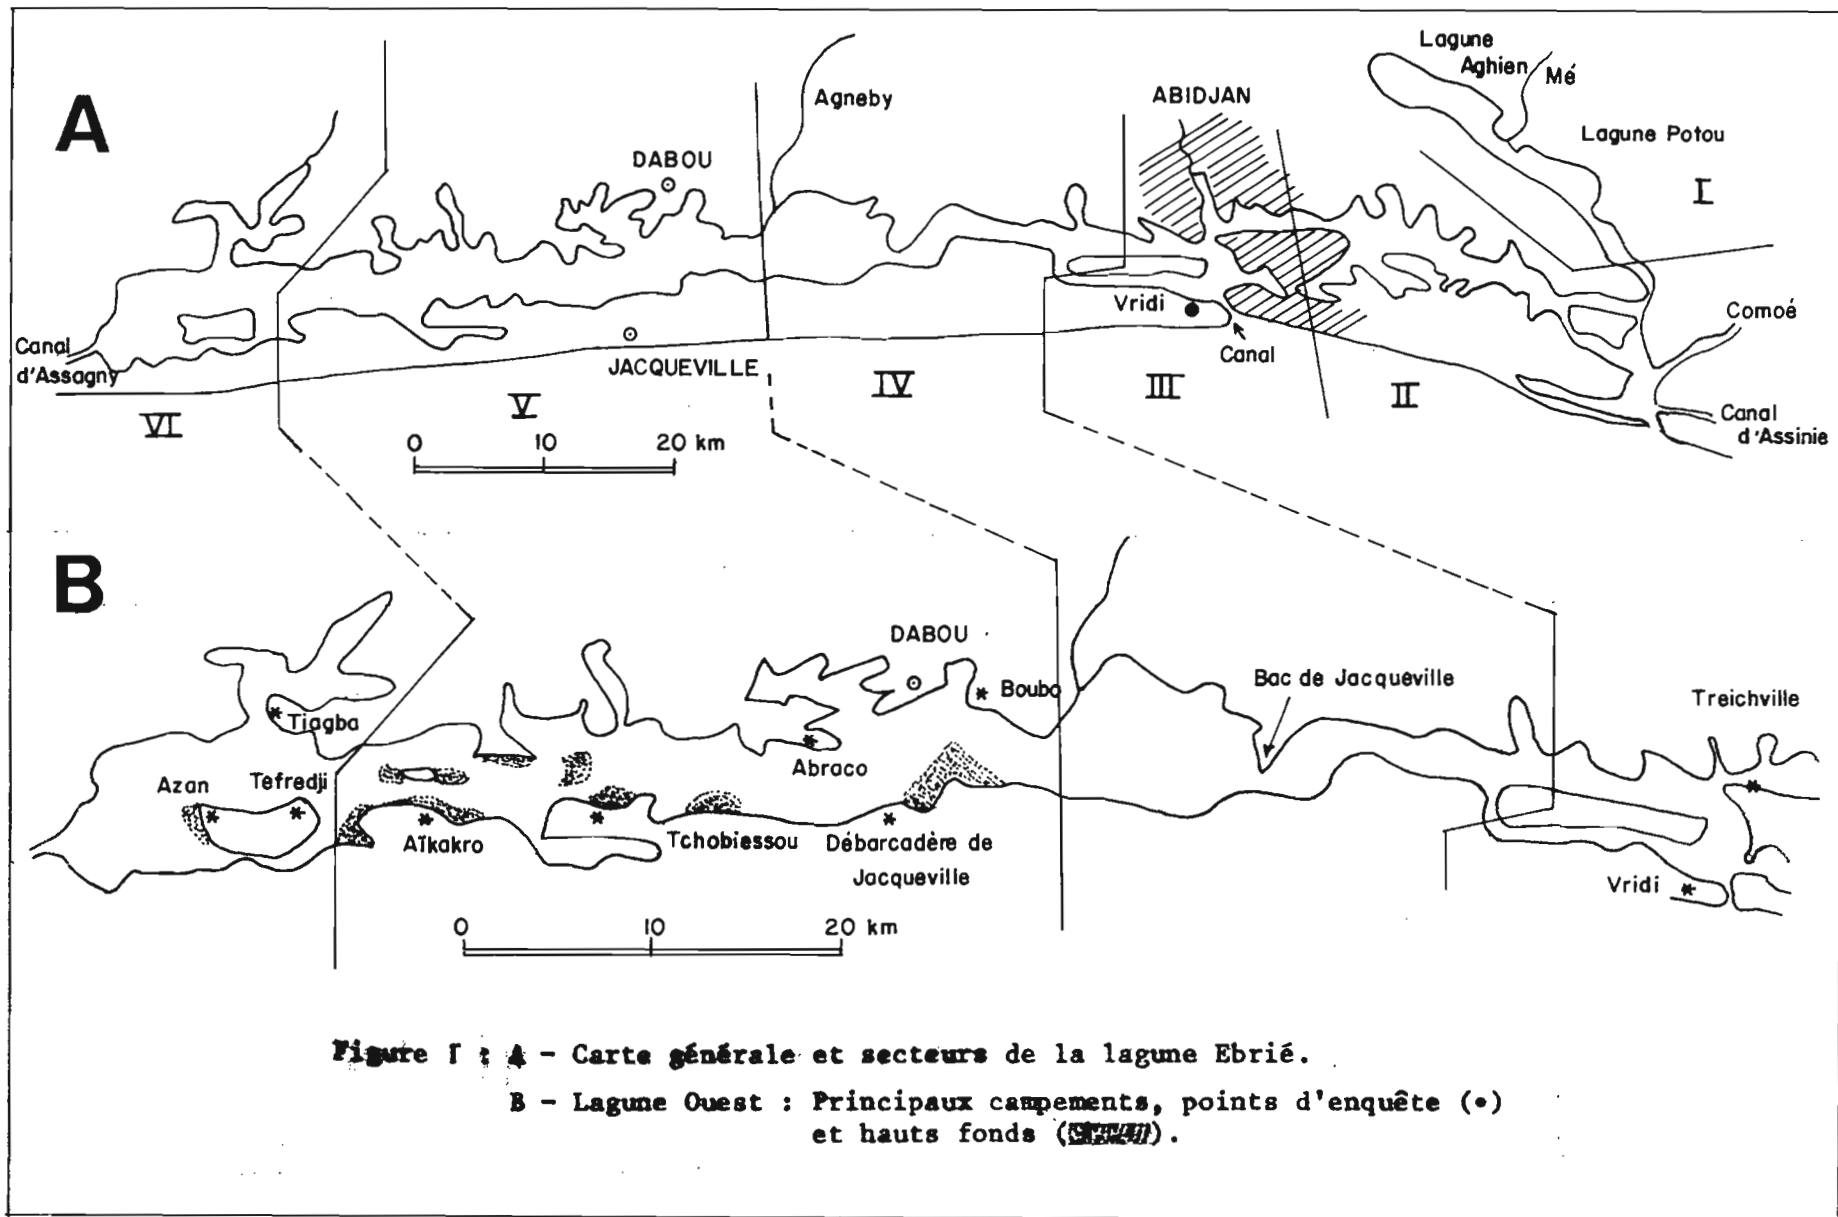 A
Lagune
Aghien
Mé
ABIDJAN
Agneby
Lagune Potou
DABOU
I
Vridi
Comoé
Canal
d'Assagny
Canal
JACQUEVILLE
IV
III
II
V
VI
Canal
d'Assinie
0 10 20 km
B
DABOU
Boubo
Bac de Jacqueville
Treichville
Tiagba
Abraco
Azan
Tefredji
Aïkakro
Tchobiessou
Débarcadère de
Jacqueville
Vridi
0 10 20 km
Figure I : A - Carte générale et secteurs de la lagune Ebrié.
B - Lagune Ouest : Principaux campements, points d'enquête (•)
et hauts fonds ( ).